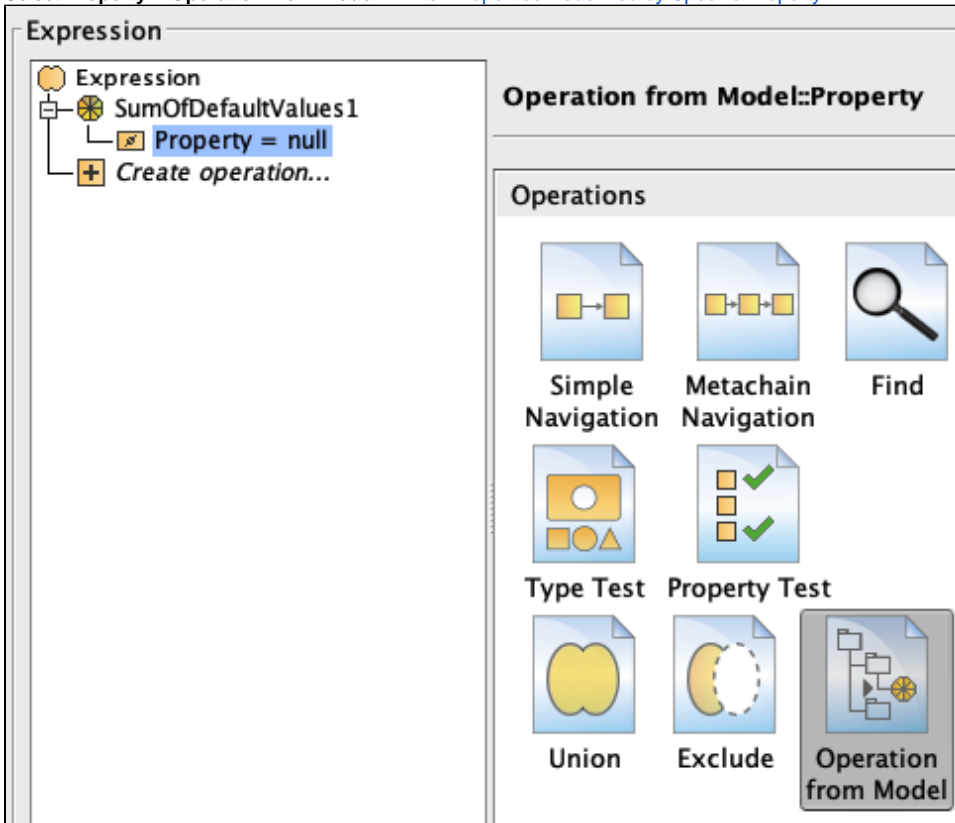 Expression
Expression
SumOfDefaultValues1
Property = null
Create operation...
Operation from Model::Property
Operations
Simple Navigation
Metachain Navigation
Find
Type Test
Property Test
Union
Exclude
Operation from Model